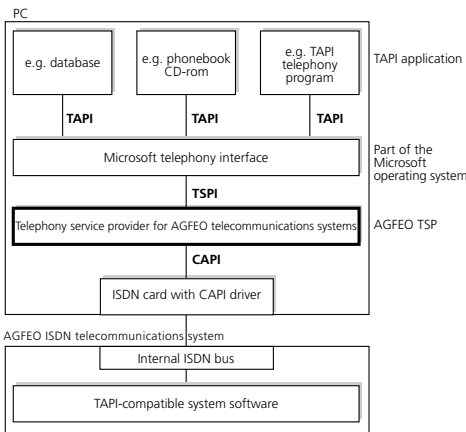 PC
e.g. database
e.g. phonebook
CD-rom
e.g. TAPI
telephony
program
TAPI application
TAPI
TAPI
TAPI
Microsoft telephony interface
Part of the
Microsoft
operating system
TSPI
Telephony service provider for AGFEO telecommunications systems
AGFEO TSP
CAPI
ISDN card with CAPI driver
AGFEO ISDN telecommunications system
Internal ISDN bus
TAPI-compatible system software